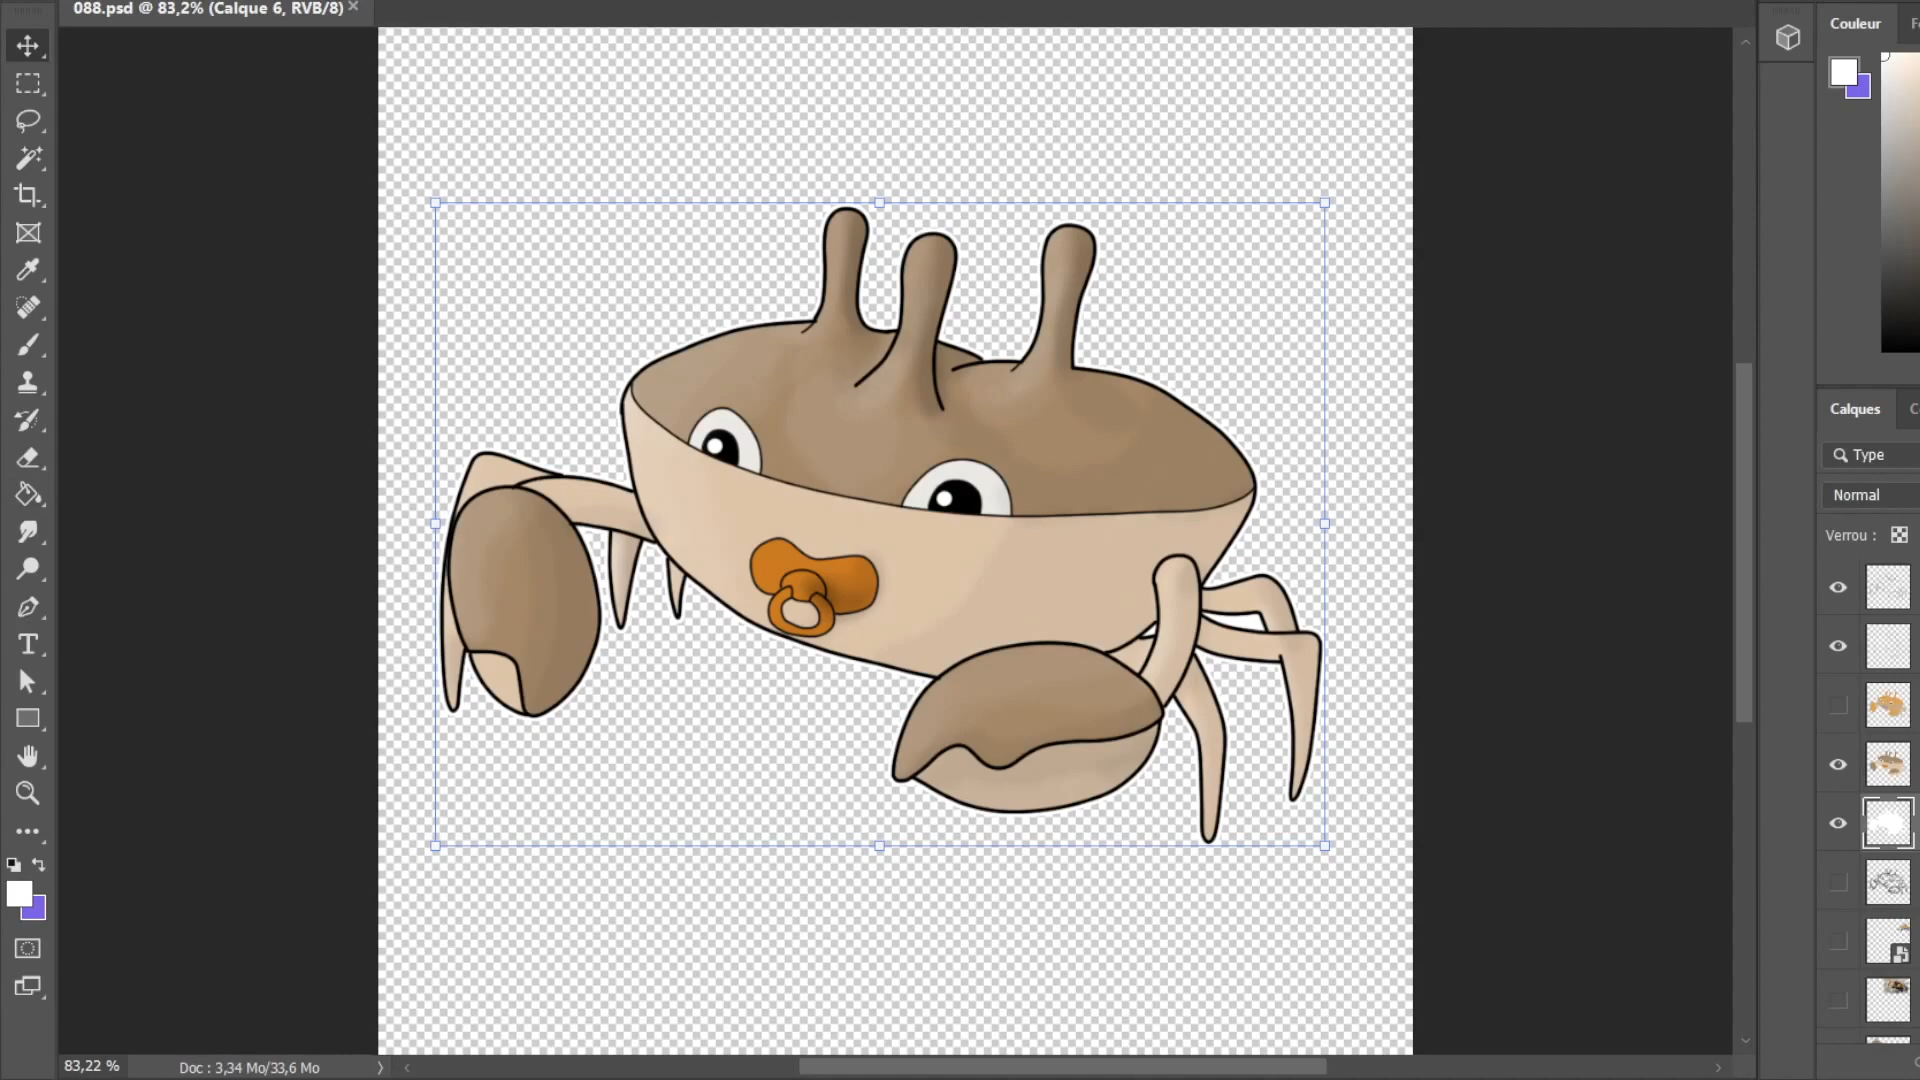 088.psd @ 83,2% (Calque 6, RVB/8)
Couleur
Calques
Type
Normal
Verrou :
83,22 %
Doc : 3,34 Mo/33,6 Mo